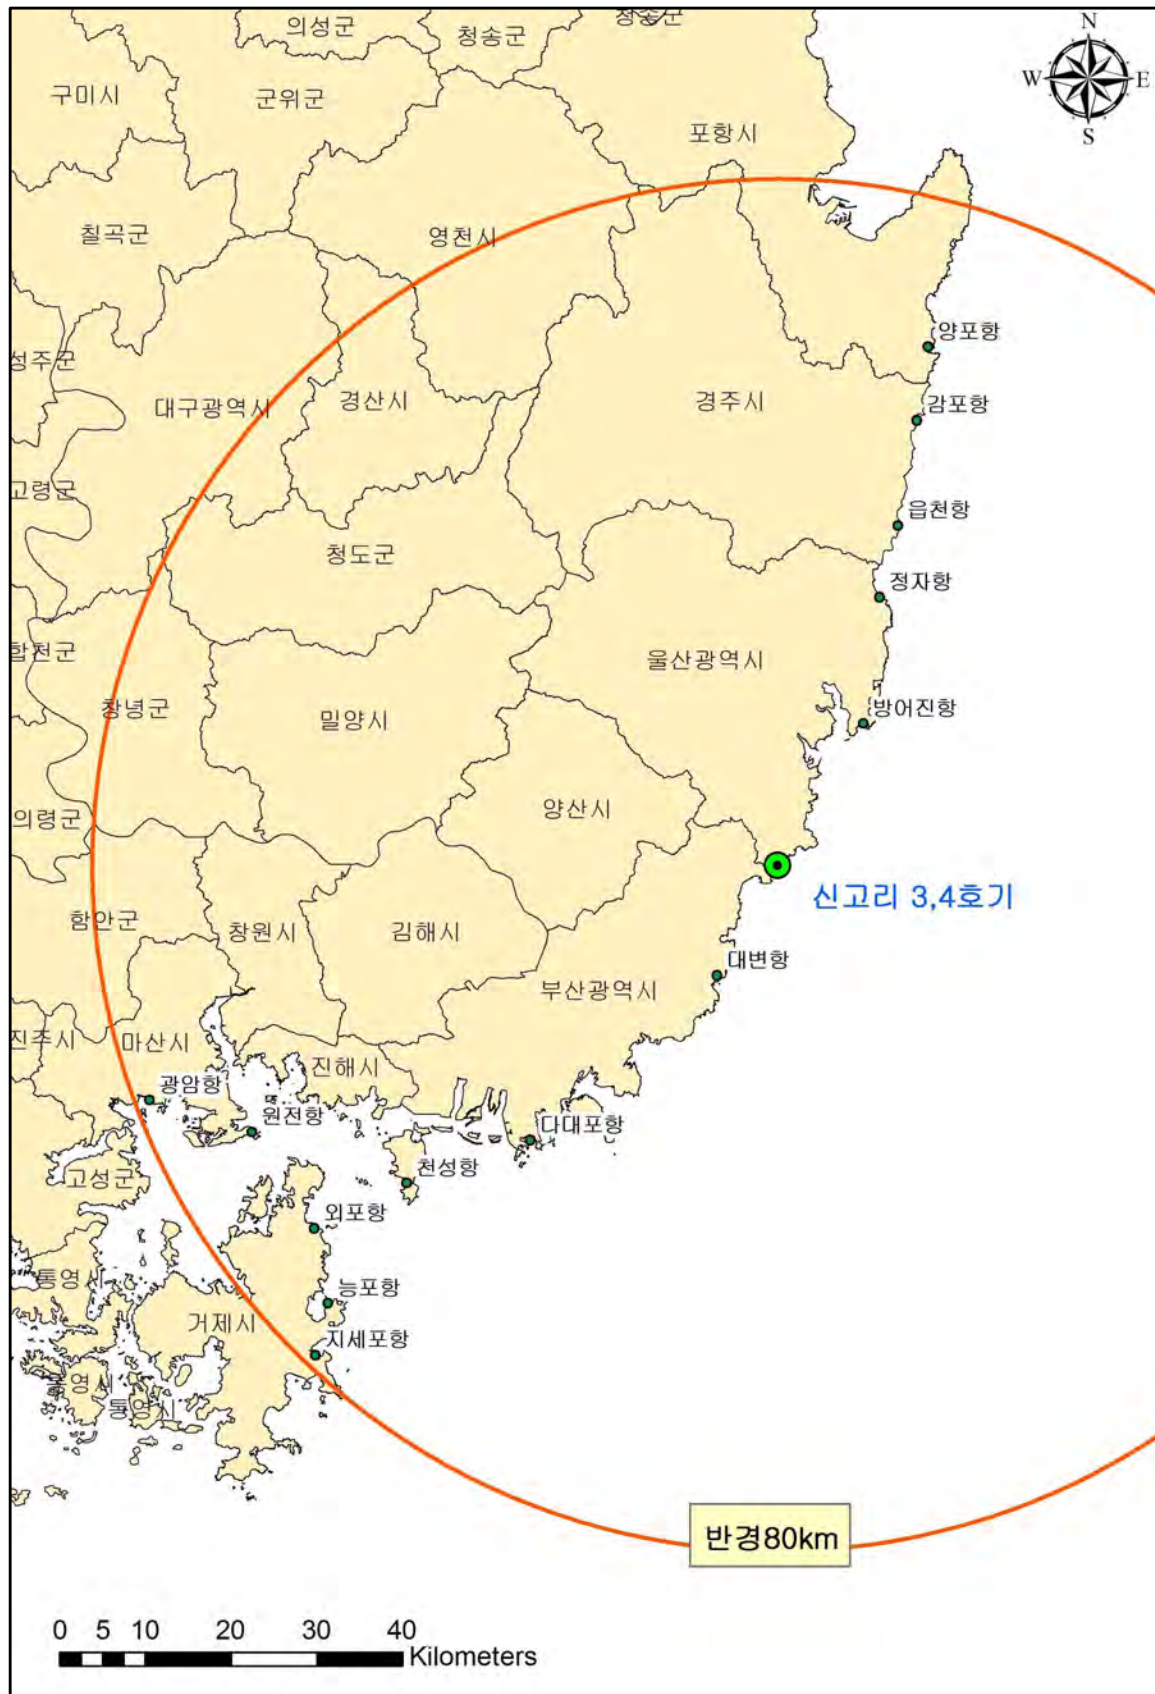 의성군
청송군
청송군
N
구미시
군위군
W
E
포항시
S
칠곡군
영천시
양포항
성주군
대구광역시
경산시
경주시
감포항
고령군
읍천항
청도군
정자항
합천군
울산광역시
창녕군
밀양시
방어진항
의령군
양산시
신고리 3,4호기
함안군
창원시
김해시
대변항
부산광역시
진주시
마산시
진해시
광암항
원전항
다대포항
고성군
천성항
외포항
통영시
능포항
거제시
지세포항
통영시
통영시
반경80km
0 5 10 20 30 40
Kilometers